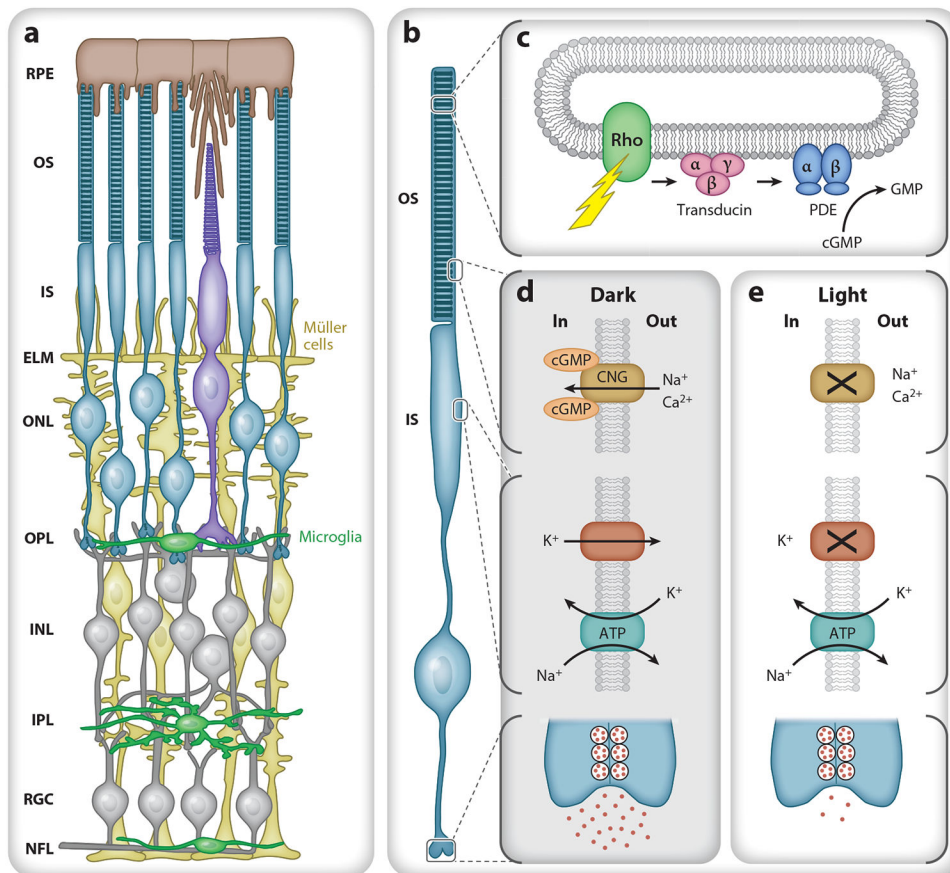 a
RPE
OS
IS
Müller
cells
ELM
ONL
OPL
Microglia
INL
IPL
RGC
NFL
b
OS
IS
c
Rho
α γ
β
Transducin
α β
PDE
GMP
cGMP
d Dark
In Out
cGMP
CNG
cGMP
Na⁺
Ca²⁺
K⁺
K⁺
ATP
Na⁺
e Light
In Out
Na⁺
Ca²⁺
K⁺
K⁺
ATP
Na⁺